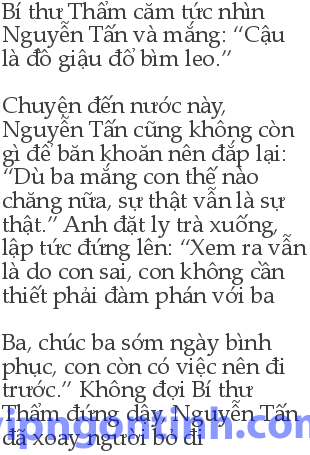 Bí thư Thẩm căm tức nhìn
Nguyễn Tấn và mắng: “Cậu
là đồ giậu đổ bìm leo.”
Chuyện đến nước này,
Nguyễn Tấn cũng không còn
gì để băn khoăn nên đắp lại:
“Dù ba mắng con thế nào
chăng nữa, sự thật vẫn là sự
thật.” Anh đặt ly trà xuống,
lập tức đứng lên: “Xem ra vẫn
là do con sai, con không cần
thiết phải đàm phán với ba
Ba, chúc ba sớm ngày bình
phục, con còn có việc nên đi
trước.” Không đợi Bí thư
Thẩm đứng dậy, Nguyễn Tấn
đã xoay người bỏ đi
vipngontinh.com